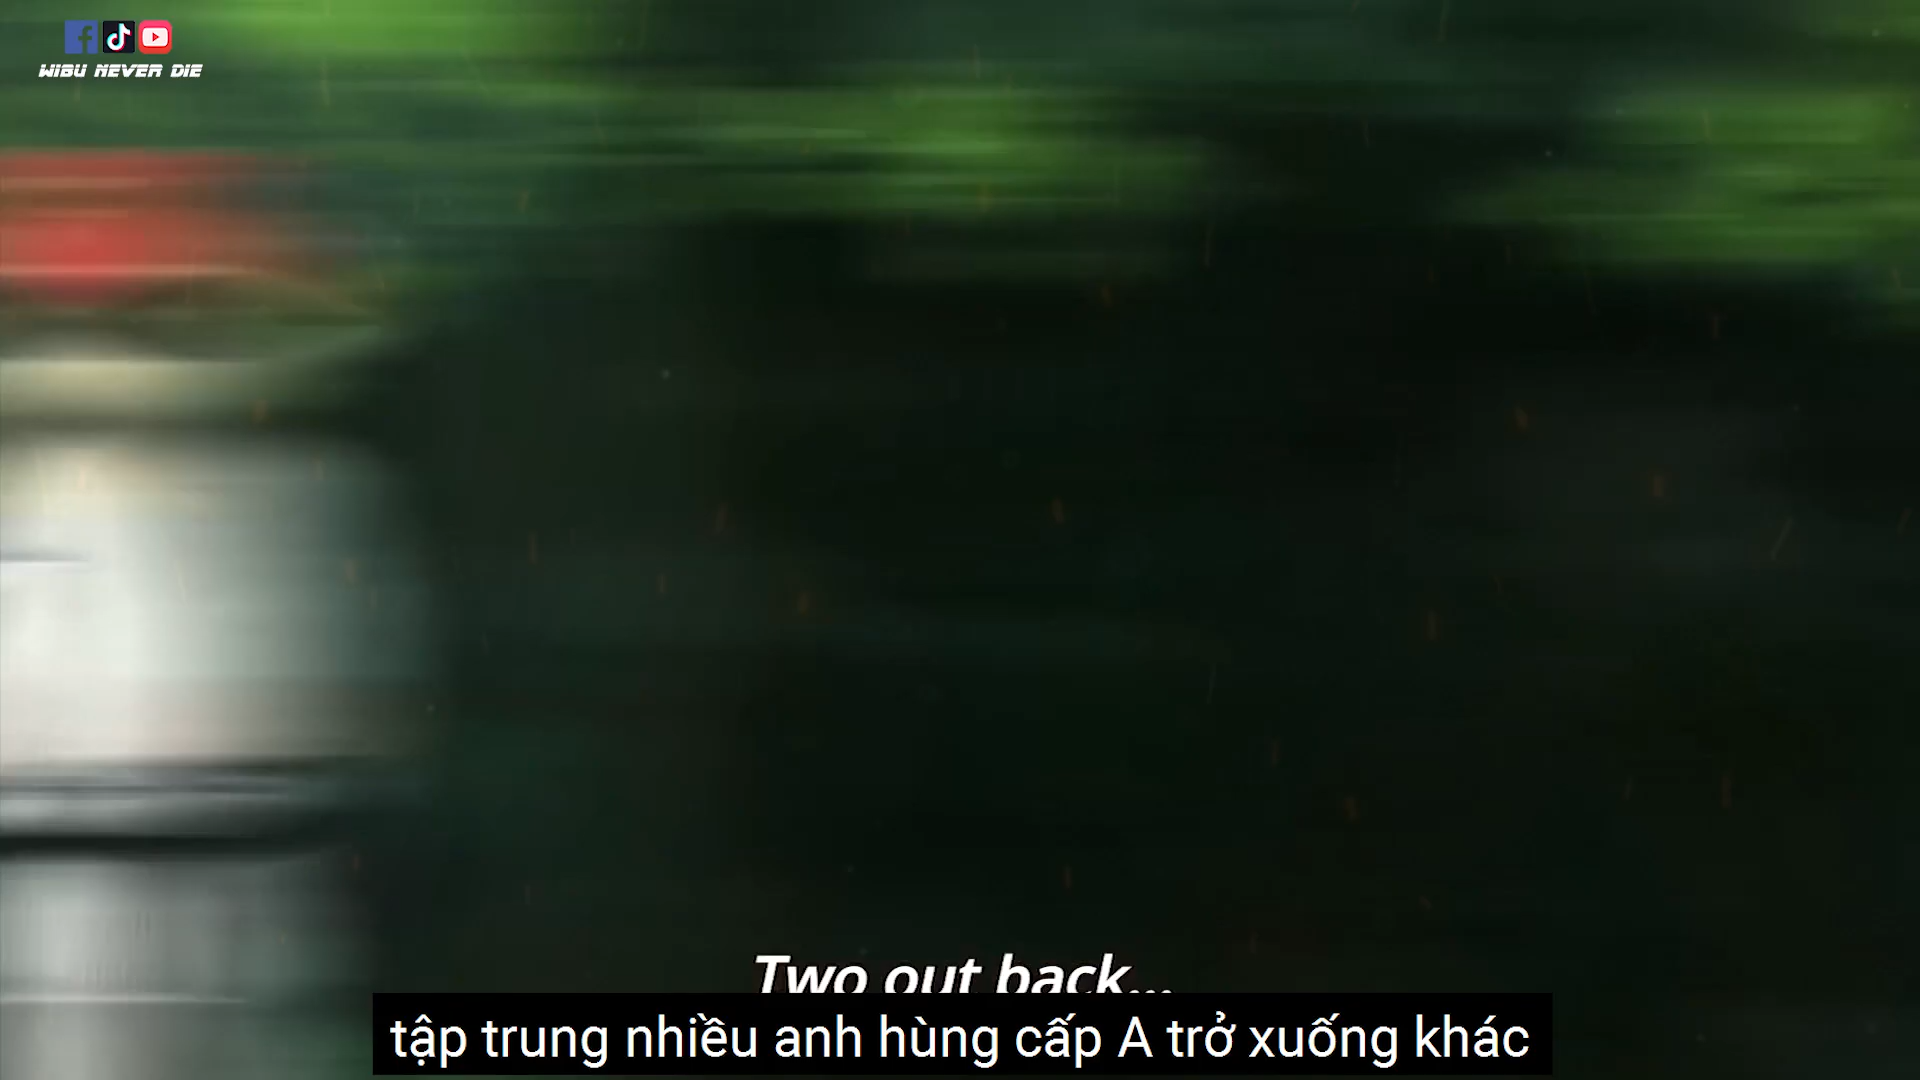 WIBU NEVER DIE
Two out back...
tập trung nhiều anh hùng cấp A trở xuống khác